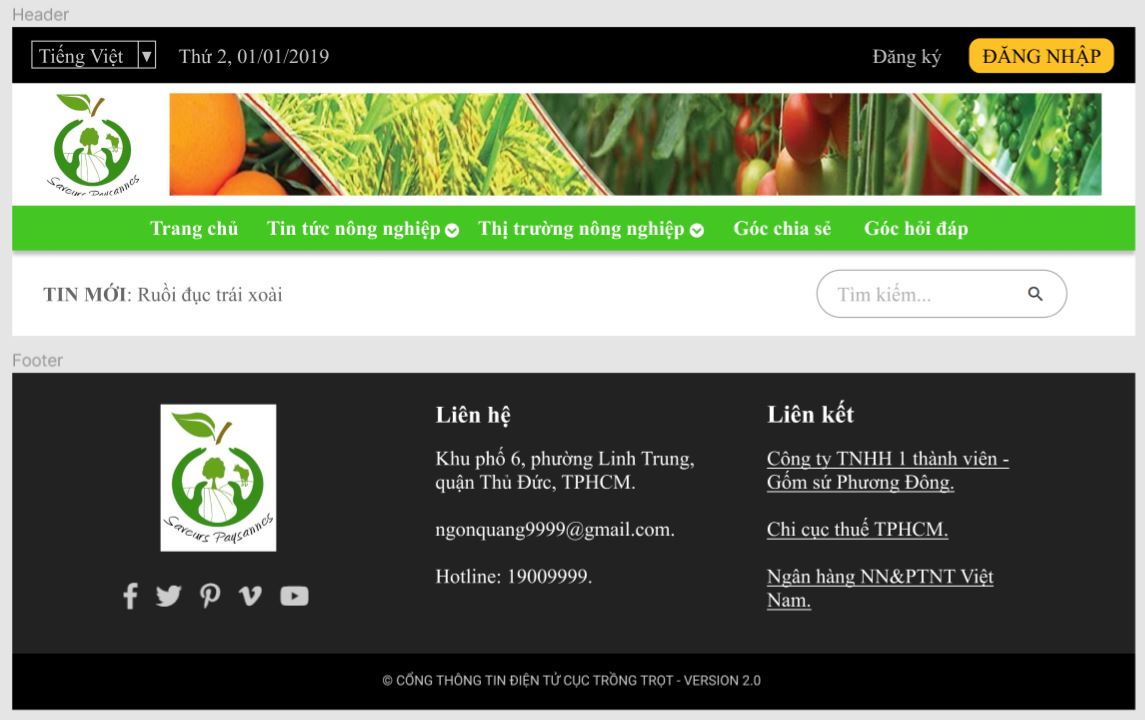 Header
Tiếng Việt ▼ Thứ 2, 01/01/2019 Đăng ký ĐĂNG NHẬP
Saveurs Paysannes
Trang chủ Tin tức nông nghiệp Thị trường nông nghiệp Góc chia sẻ Góc hỏi đáp
TIN MỚI: Ruồi đục trái xoài Tìm kiếm...
Footer
Saveurs Paysannes
Liên hệ
Khu phố 6, phường Linh Trung,
quận Thủ Đức, TPHCM.
ngonquang9999@gmail.com.
Hotline: 19009999.
Liên kết
Công ty TNHH 1 thành viên -
Gốm sứ Phương Đông.
Chi cục thuế TPHCM.
Ngân hàng NN&PTNT Việt
Nam.
© CỔNG THÔNG TIN ĐIỆN TỬ CỤC TRỒNG TRỌT - VERSION 2.0